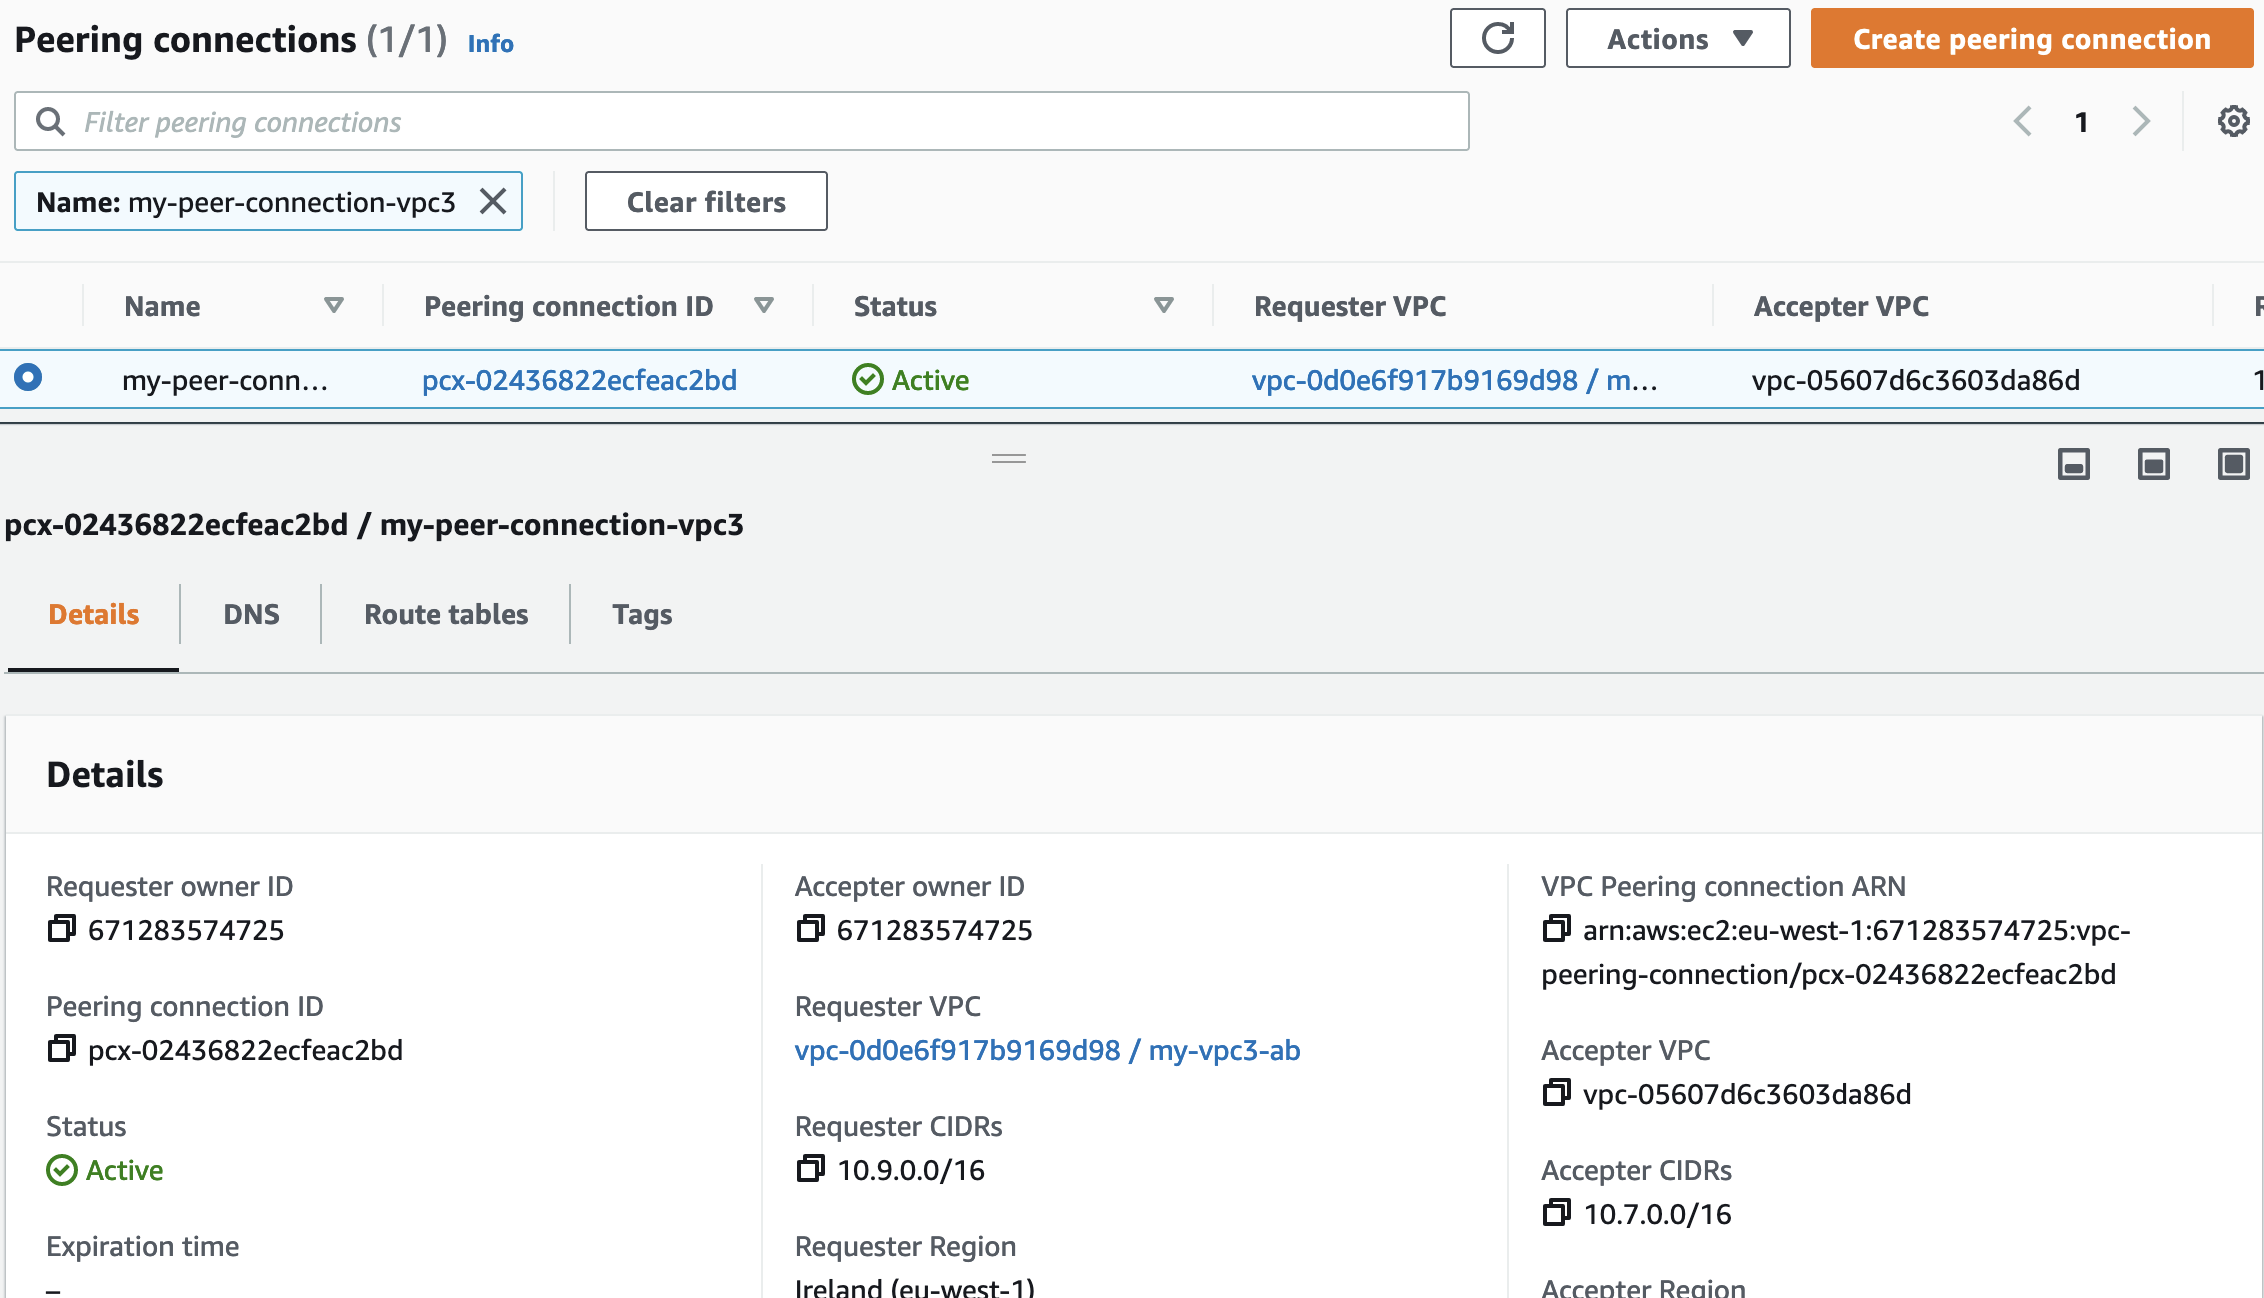 Peering connections (1/1) Info
Actions
Create peering connection
Filter peering connections
1
Name: my-peer-connection-vpc3
Clear filters
Name
Peering connection ID
Status
Requester VPC
Accepter VPC
my-peer-conn...
pcx-02436822ecfeac2bd
Active
vpc-0d0e6f917b9169d98 / m...
vpc-05607d6c3603da86d
pcx-02436822ecfeac2bd / my-peer-connection-vpc3
Details
DNS
Route tables
Tags
Details
Requester owner ID
671283574725
Peering connection ID
pcx-02436822ecfeac2bd
Status
Active
Expiration time
–
Accepter owner ID
671283574725
Requester VPC
vpc-0d0e6f917b9169d98 / my-vpc3-ab
Requester CIDRs
10.9.0.0/16
Requester Region
Ireland (eu-west-1)
VPC Peering connection ARN
arn:aws:ec2:eu-west-1:671283574725:vpc-
peering-connection/pcx-02436822ecfeac2bd
Accepter VPC
vpc-05607d6c3603da86d
Accepter CIDRs
10.7.0.0/16
Accepter Region